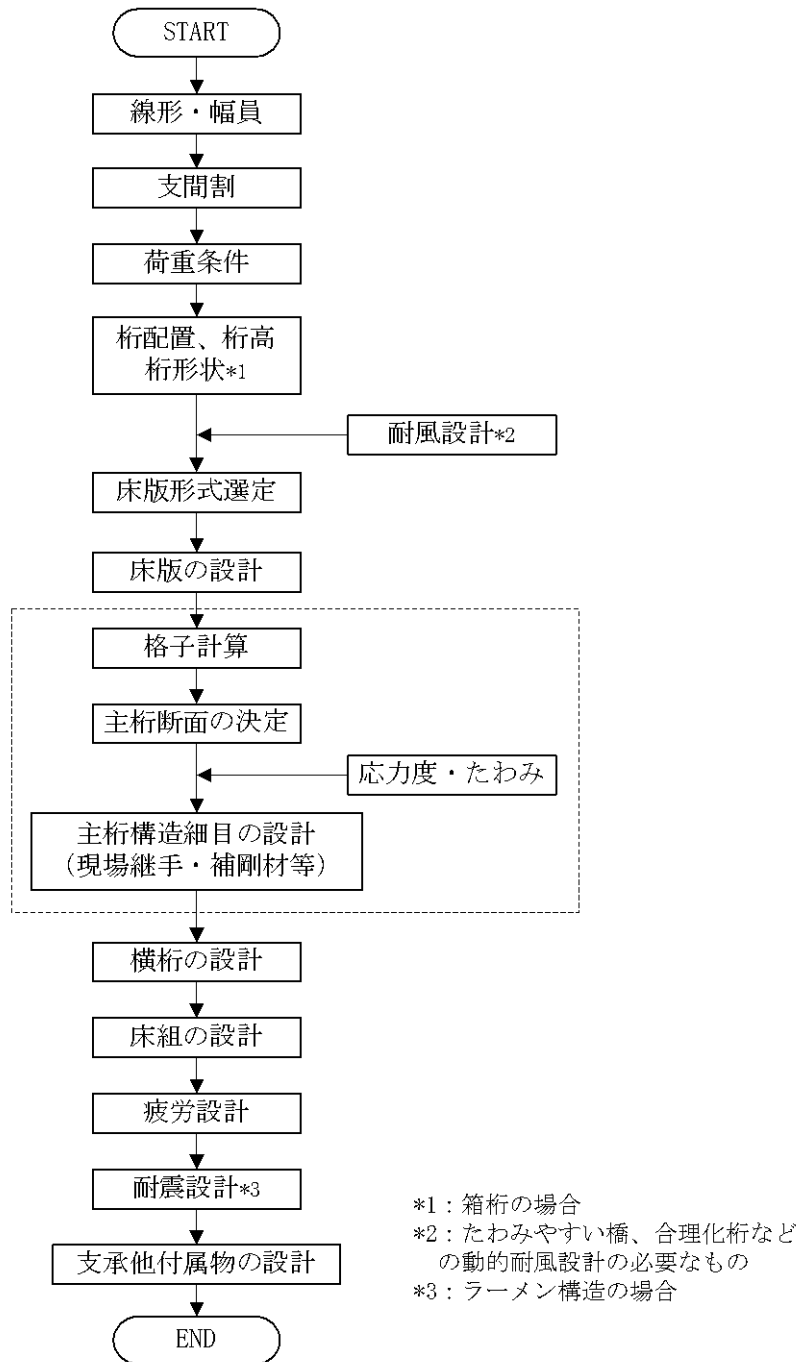 START
線形・幅員
支間割
荷重条件
桁配置、桁高
桁形状*1
耐風設計*2
床版形式選定
床版の設計
格子計算
主桁断面の決定
応力度・たわみ
主桁構造細目の設計
(現場継手・補剛材等)
横桁の設計
床組の設計
疲労設計
耐震設計*3
支承他付属物の設計
END
*1：箱桁の場合
*2：たわみやすい橋、合理化桁など
の動的耐風設計の必要なもの
*3：ラーメン構造の場合